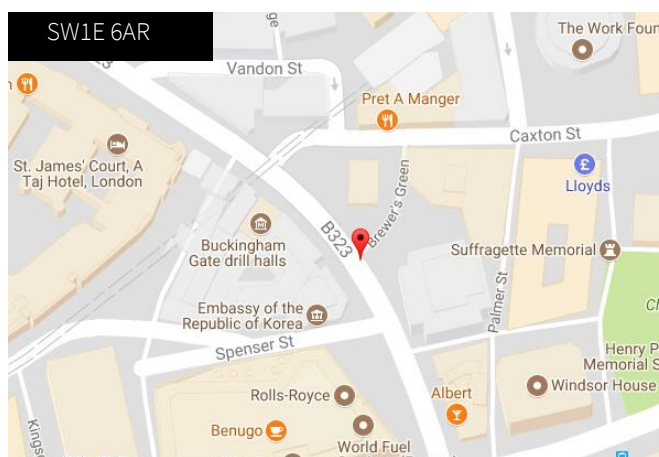 SW1E 6AR
The Work Foun
Vandon St
Pret A Manger
Caxton St
St. James' Court, A
Taj Hotel, London
Lloyds
Brewer's Green
B323
Buckingham
Gate drill halls
Suffragette Memorial
Palmer St
Embassy of the
Republic of Korea
Spenser St
Henry P
Memorial S
Windsor House
Rolls-Royce
Albert
Benugo
World Fuel